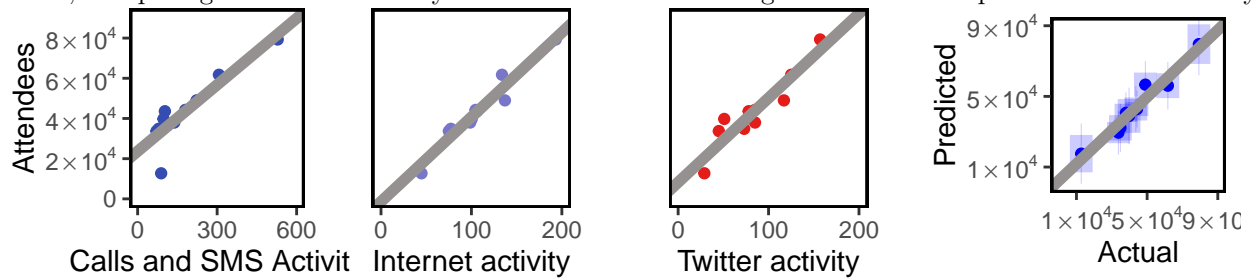 Attendees
8×10⁴
6×10⁴
4×10⁴
2×10⁴
0
0 300 600
Calls and SMS Activit
0 100 200
Internet activity
0 100 200
Twitter activity
Predicted
9×10⁴
5×10⁴
1×10⁴
1×10⁴5×10⁴9×10
Actual